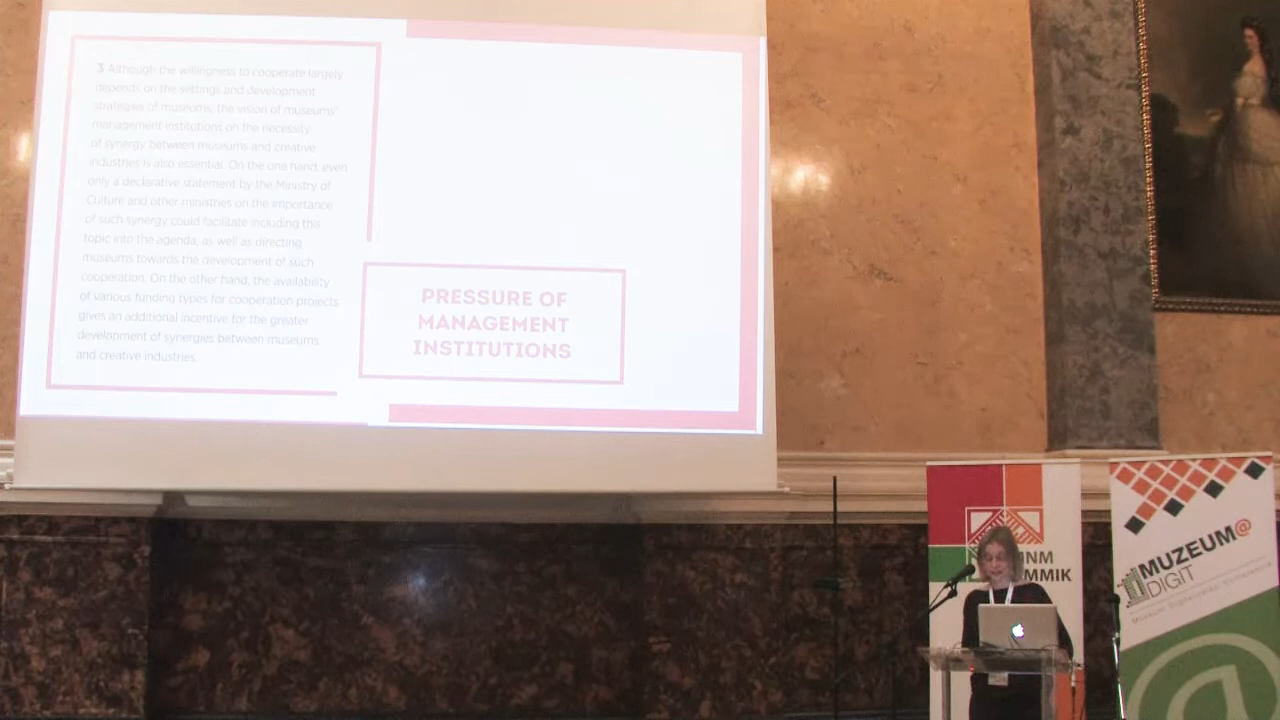 3 Although the willingness to cooperate largely
depends on the settings and development
strategies of museums, the vision of museums'
management institutions on the necessity
of synergy between museums and creative
industries is also essential. On the one hand, even
only a declarative statement by the Ministry of
Culture and other ministries on the importance
of such synergy could facilitate including this
topic into the agenda, as well as directing
museums towards the development of such
cooperation. On the other hand, the availability
of various funding types for cooperation projects
gives an additional incentive for the greater
development of synergies between museums
and creative industries.
PRESSURE OF
MANAGEMENT
INSTITUTIONS
MNM
MMIK
MUZEUM@
DIGIT